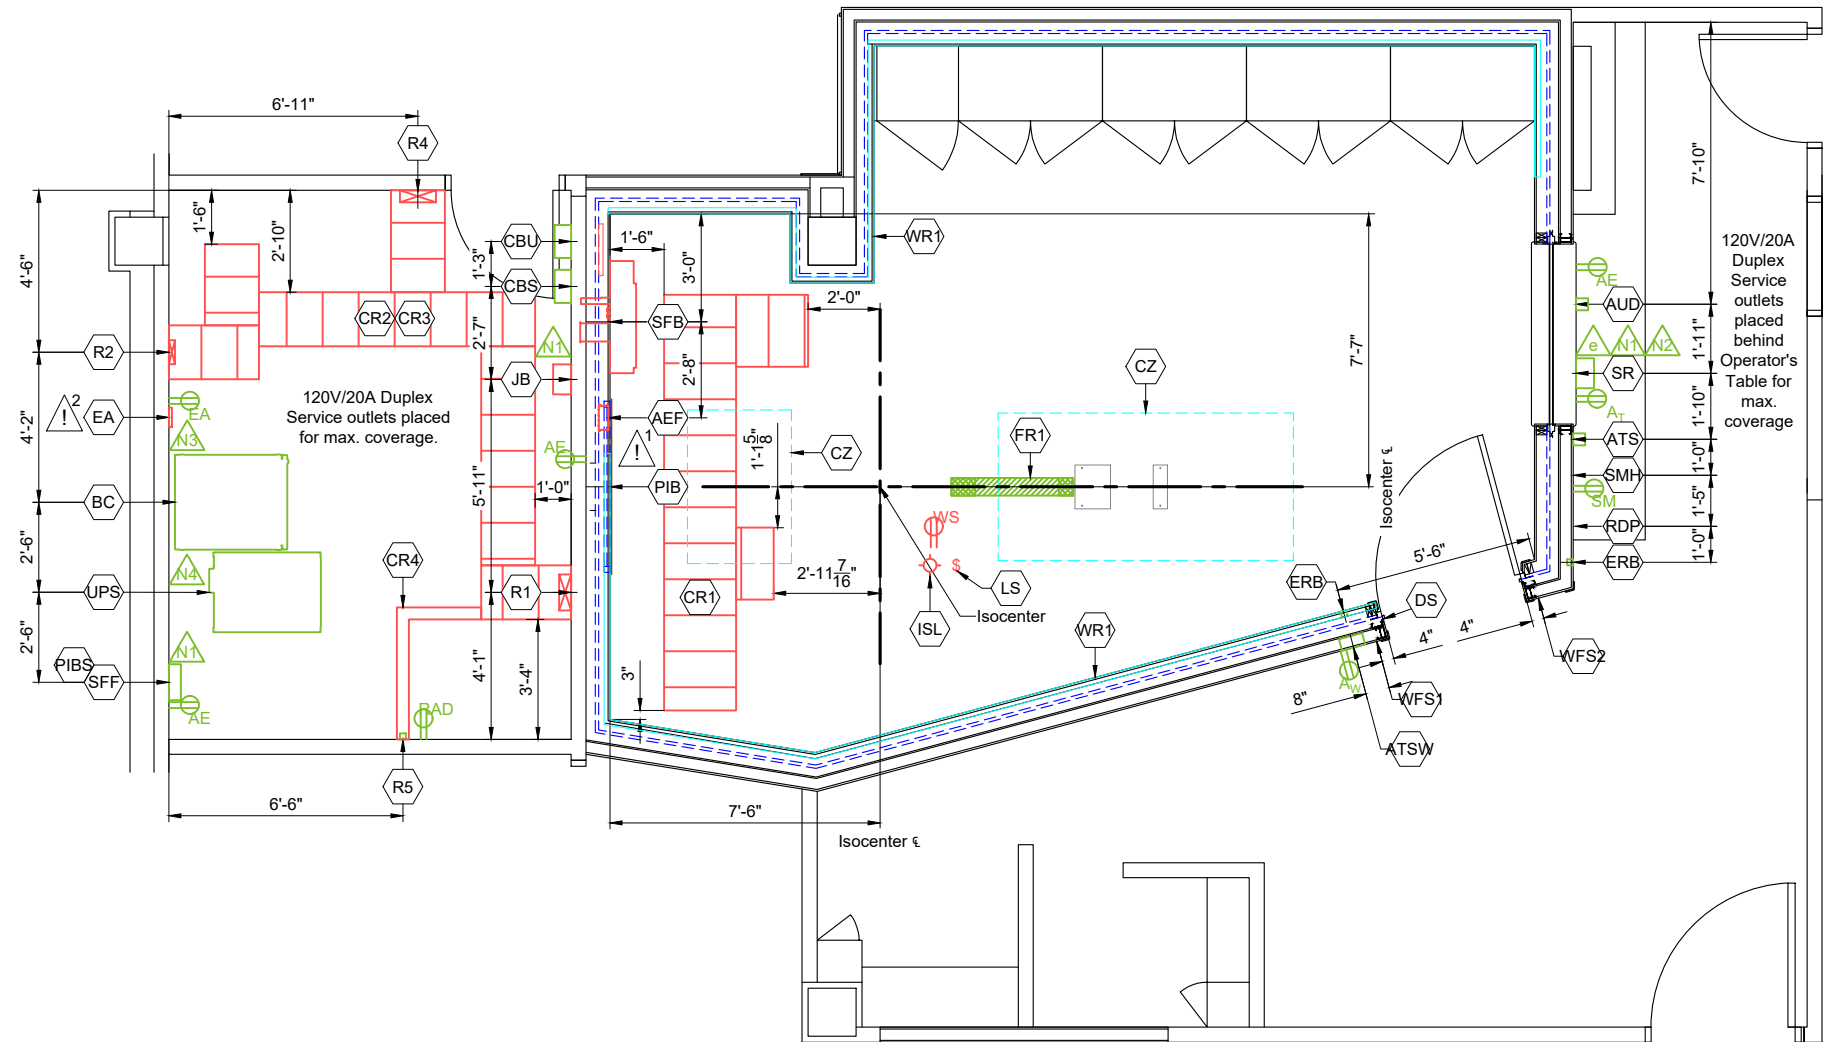 6'-11"
R4
4'-6"
1'-6"
2'-10"
CBU
1'-3"
CBS
CR2
CR3
2'-7"
N1
R2
JB
120V/20A Duplex
Service outlets placed
for max. coverage.
4'-2"
! 2
EA
EA
N3
AE
BC
5'-11"
1'-0"
2'-6"
N4
UPS
CR4
R1
2'-6"
N1
PIBS
SFF
AE
RAD
4'-1"
3'-4"
R5
6'-6"
1'-6"
3'-0"
SFB
2'-8"
AEF
! 1
PIB
WR1
2'-0"
1'-1 5/8"
CZ
CR1
2'-11 7/16"
3"
7'-6"
Isocenter ℄
WS
$
ISL
LS
Isocenter
FR1
CZ
7'-7"
WR1
Isocenter ℄
5'-6"
ERB
DS
4"
4"
WFS2
WFS1
AW
8"
ATSW
7'-10"
AE
AUD
1'-11"
e
N1
N2
SR
1'-10"
AT
ATS
1'-0"
SMH
SM
1'-5"
RDP
1'-0"
ERB
120V/20A
Duplex
Service
outlets
placed
behind
Operator's
Table for
max.
coverage